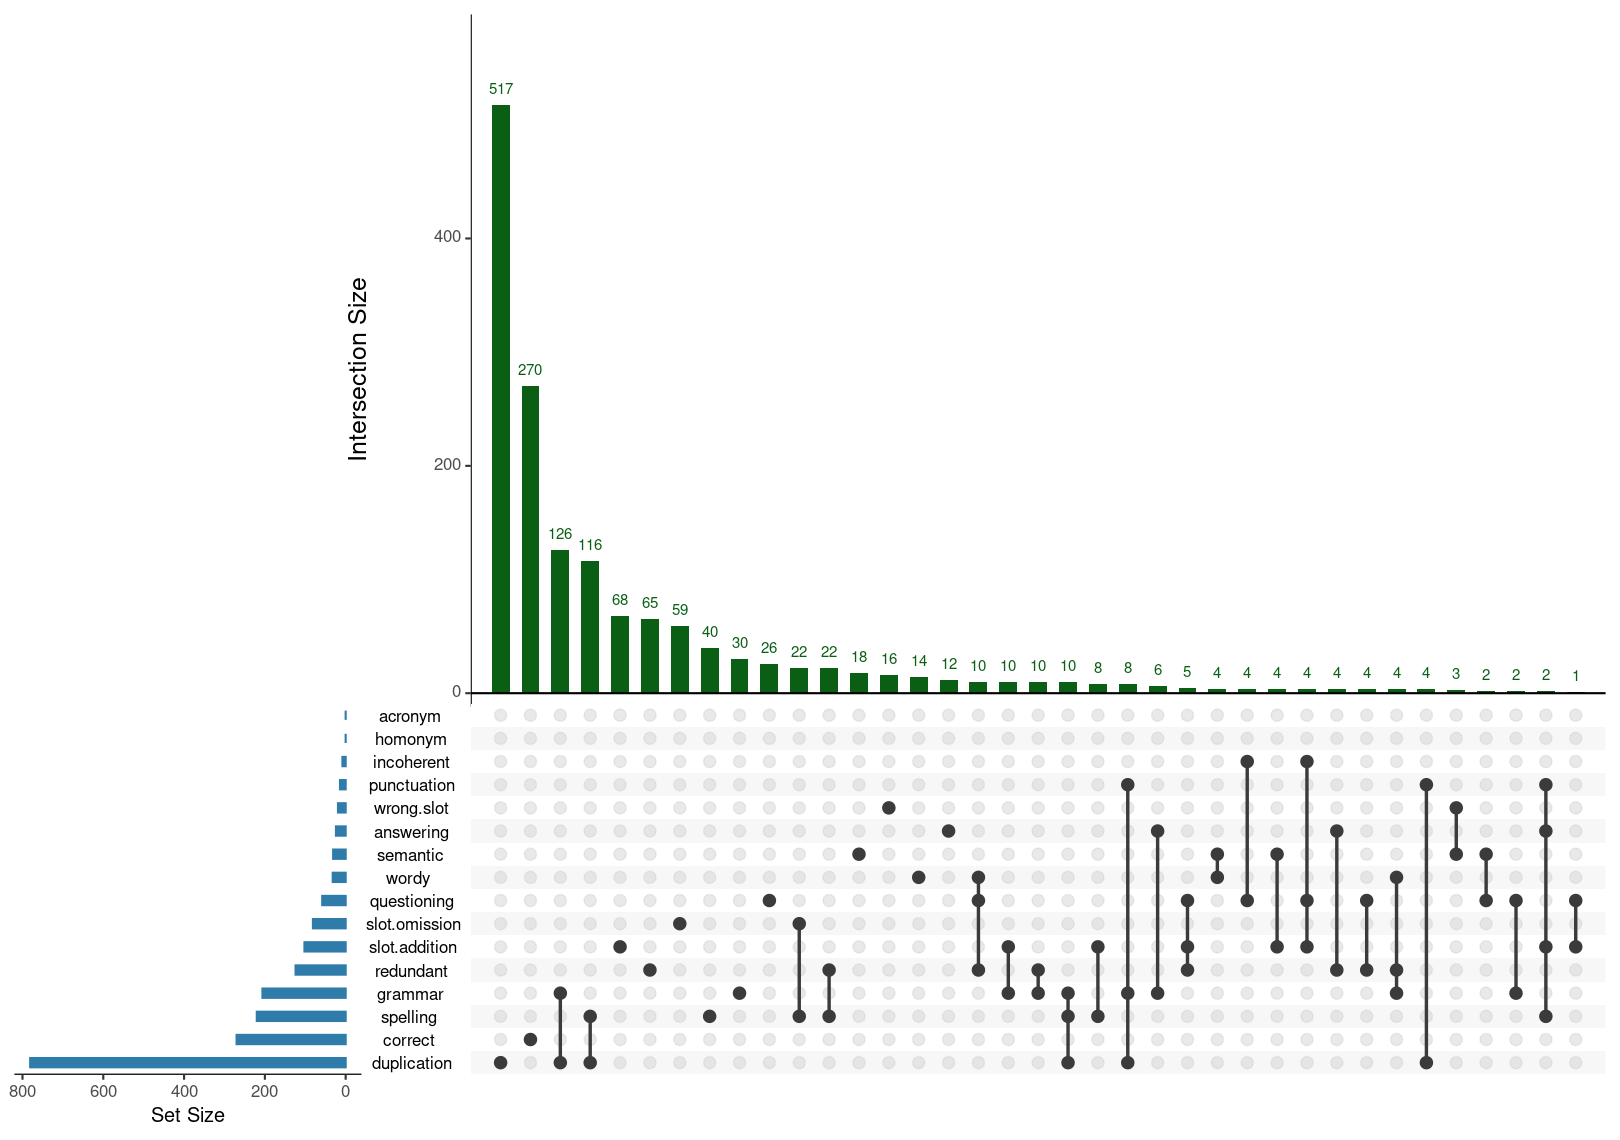 517
270
126
116
68
65
59
40
30
26
22
22
18
16
14
12
10
10
10
10
8
8
6
5
4
4
4
4
4
4
4
4
3
2
2
2
1
400
200
0
Intersection Size
acronym
homonym
incoherent
punctuation
wrong.slot
answering
semantic
wordy
questioning
slot.omission
slot.addition
redundant
grammar
spelling
correct
duplication
800 600 400 200 0
Set Size